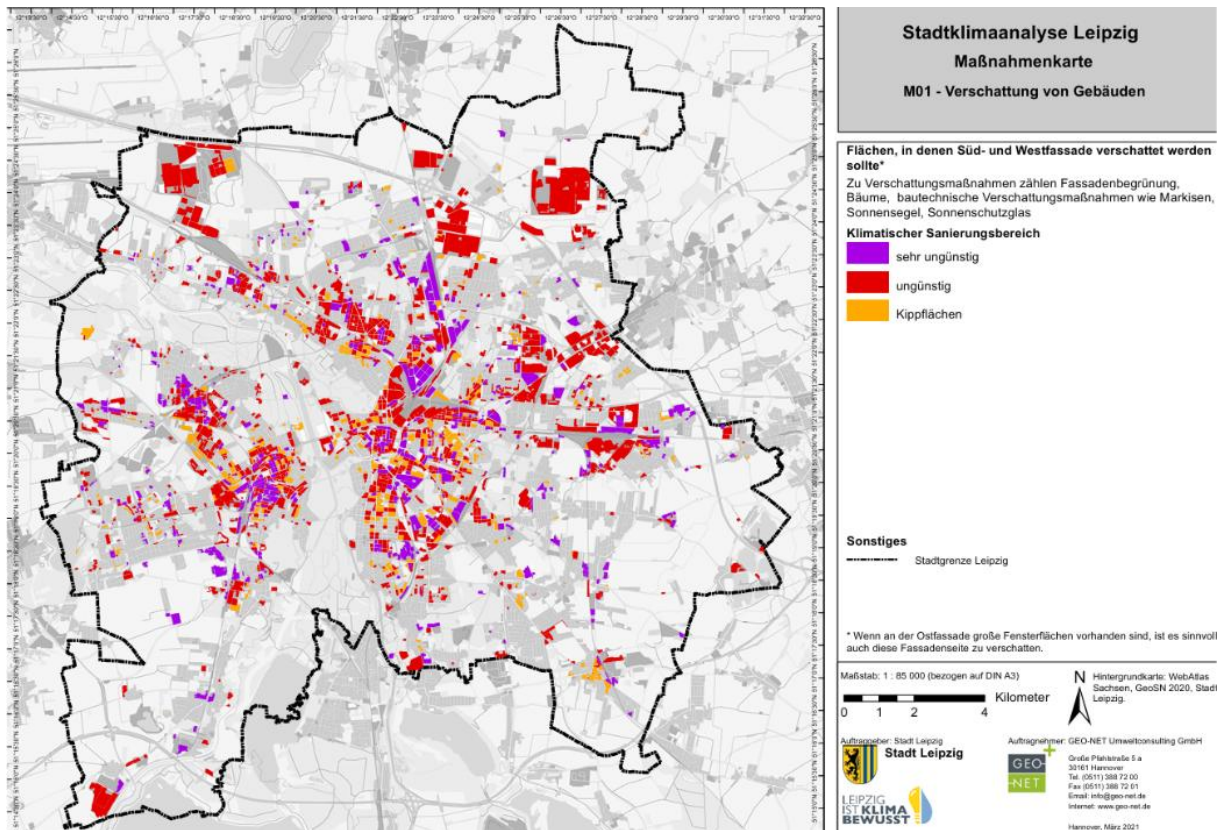 Stadtklimaanalyse Leipzig
Maßnahmenkarte
M01 - Verschattung von Gebäuden
Flächen, in denen Süd- und Westfassade verschattet werden
sollte*
Zu Verschattungsmaßnahmen zählen Fassadenbegrünung,
Bäume, bautechnische Verschattungsmaßnahmen wie Markisen,
Sonnensegel, Sonnenschutzglas
Klimatischer Sanierungsbereich
sehr ungünstig
ungünstig
Kippflächen
Sonstiges
Stadtgrenze Leipzig
* Wenn an der Ostfassade große Fensterflächen vorhanden sind, ist es sinnvoll
auch diese Fassadenseite zu verschatten.
Maßstab: 1 : 85 000 (bezogen auf DIN A3)
Kilometer
0 1 2 4
N
Hintergrundkarte: WebAtlas
Sachsen, GeoSN 2020, Stadt
Leipzig.
Auftraggeber: Stadt Leipzig
Stadt Leipzig
LEIPZIG
IST KLIMA
BEWUSST
Auftragnehmer: GEO-NET Umweltconsulting GmbH
GEO-
NET
Große Pfahlstraße 5 a
30161 Hannover
Tel. (0511) 388 72 00
Fax (0511) 388 72 01
Email: info@geo-net.de
Internet: www.geo-net.de
Hannover, März 2021